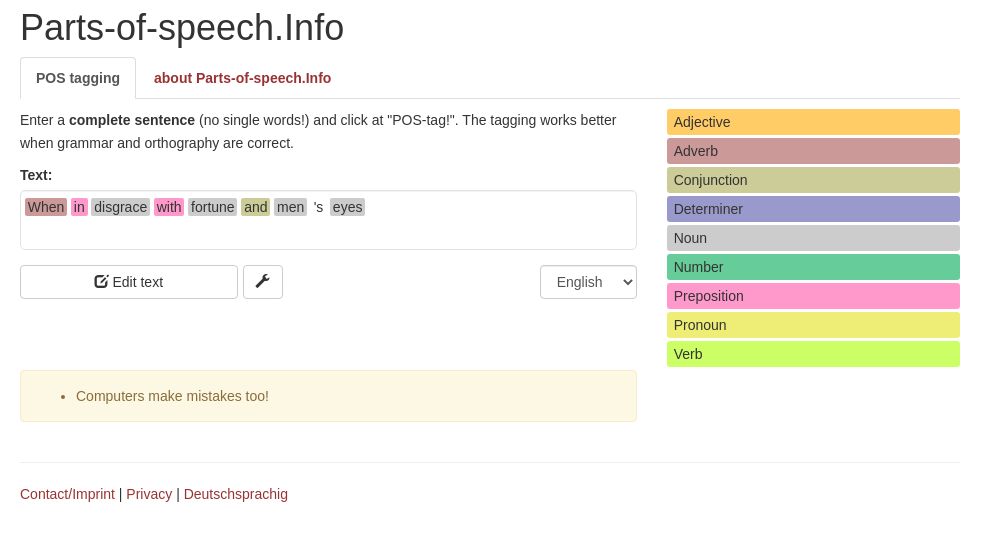 Parts-of-speech.Info
POS tagging
about Parts-of-speech.Info
Enter a complete sentence (no single words!) and click at "POS-tag!". The tagging works better
when grammar and orthography are correct.
Text:
When in disgrace with fortune and men 's eyes
Edit text
English
Adjective
Adverb
Conjunction
Determiner
Noun
Number
Preposition
Pronoun
Verb
• Computers make mistakes too!
Contact/Imprint | Privacy | Deutschsprachig